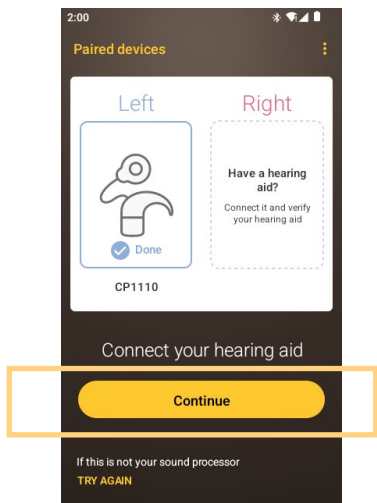 2:00
Paired devices
Left
Right
Have a hearing
aid?
Connect it and verify
your hearing aid
Done
CP1110
Connect your hearing aid
Continue
If this is not your sound processor
TRY AGAIN